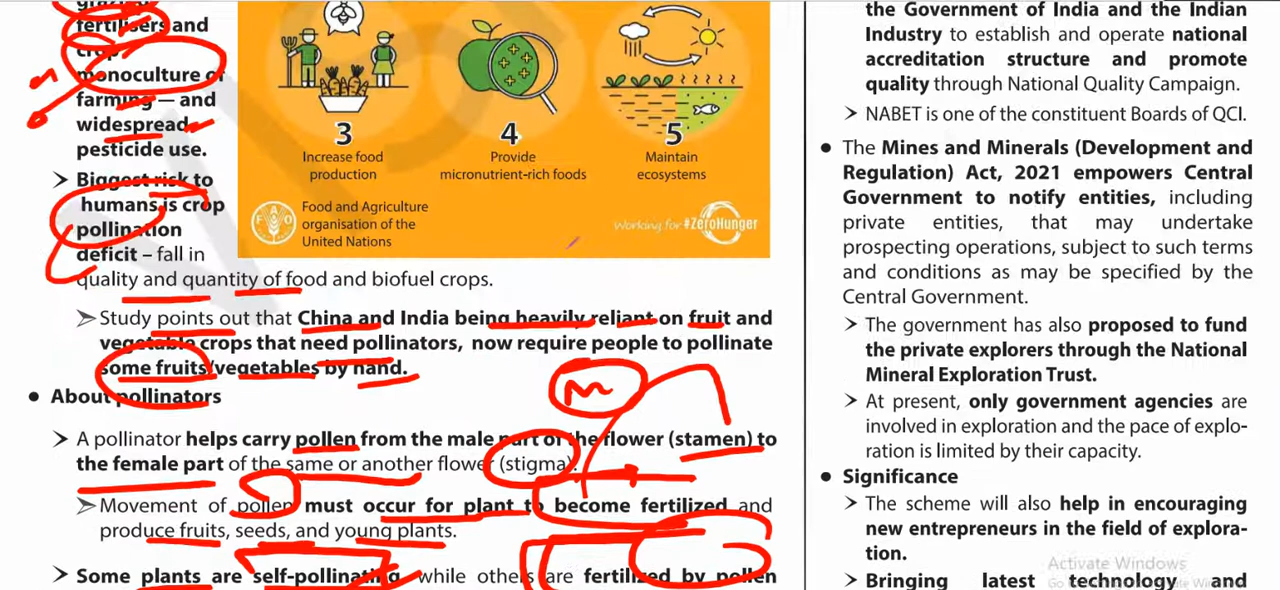 grazing
fertilisers and
crop
monoculture of
farming — and
widespread
pesticide use.
➤ Biggest risk to
humans is crop
pollination
deficit – fall in
quality and quantity of food and biofuel crops.
➤ Study points out that China and India being heavily reliant on fruit and
vegetable crops that need pollinators, now require people to pollinate
some fruits/vegetables by hand.
● About pollinators
➤ A pollinator helps carry pollen from the male part of the flower (stamen) to
the female part of the same or another flower (stigma).
➤ Movement of pollen must occur for plant to become fertilized and
produce fruits, seeds, and young plants.
➤ Some plants are self-pollinating, while others are fertilized by pollen
3
Increase food
production
4
Provide
micronutrient-rich foods
5
Maintain
ecosystems
FAO
Food and Agriculture
organisation of the
United Nations
Working for #ZeroHunger
the Government of India and the Indian
Industry to establish and operate national
accreditation structure and promote
quality through National Quality Campaign.
➤ NABET is one of the constituent Boards of QCI.
● The Mines and Minerals (Development and
Regulation) Act, 2021 empowers Central
Government to notify entities, including
private entities, that may undertake
prospecting operations, subject to such terms
and conditions as may be specified by the
Central Government.
➤ The government has also proposed to fund
the private explorers through the National
Mineral Exploration Trust.
➤ At present, only government agencies are
involved in exploration and the pace of explo-
ration is limited by their capacity.
● Significance
➤ The scheme will also help in encouraging
new entrepreneurs in the field of explora-
tion.
➤ Bringing latest technology and
Activate Windows